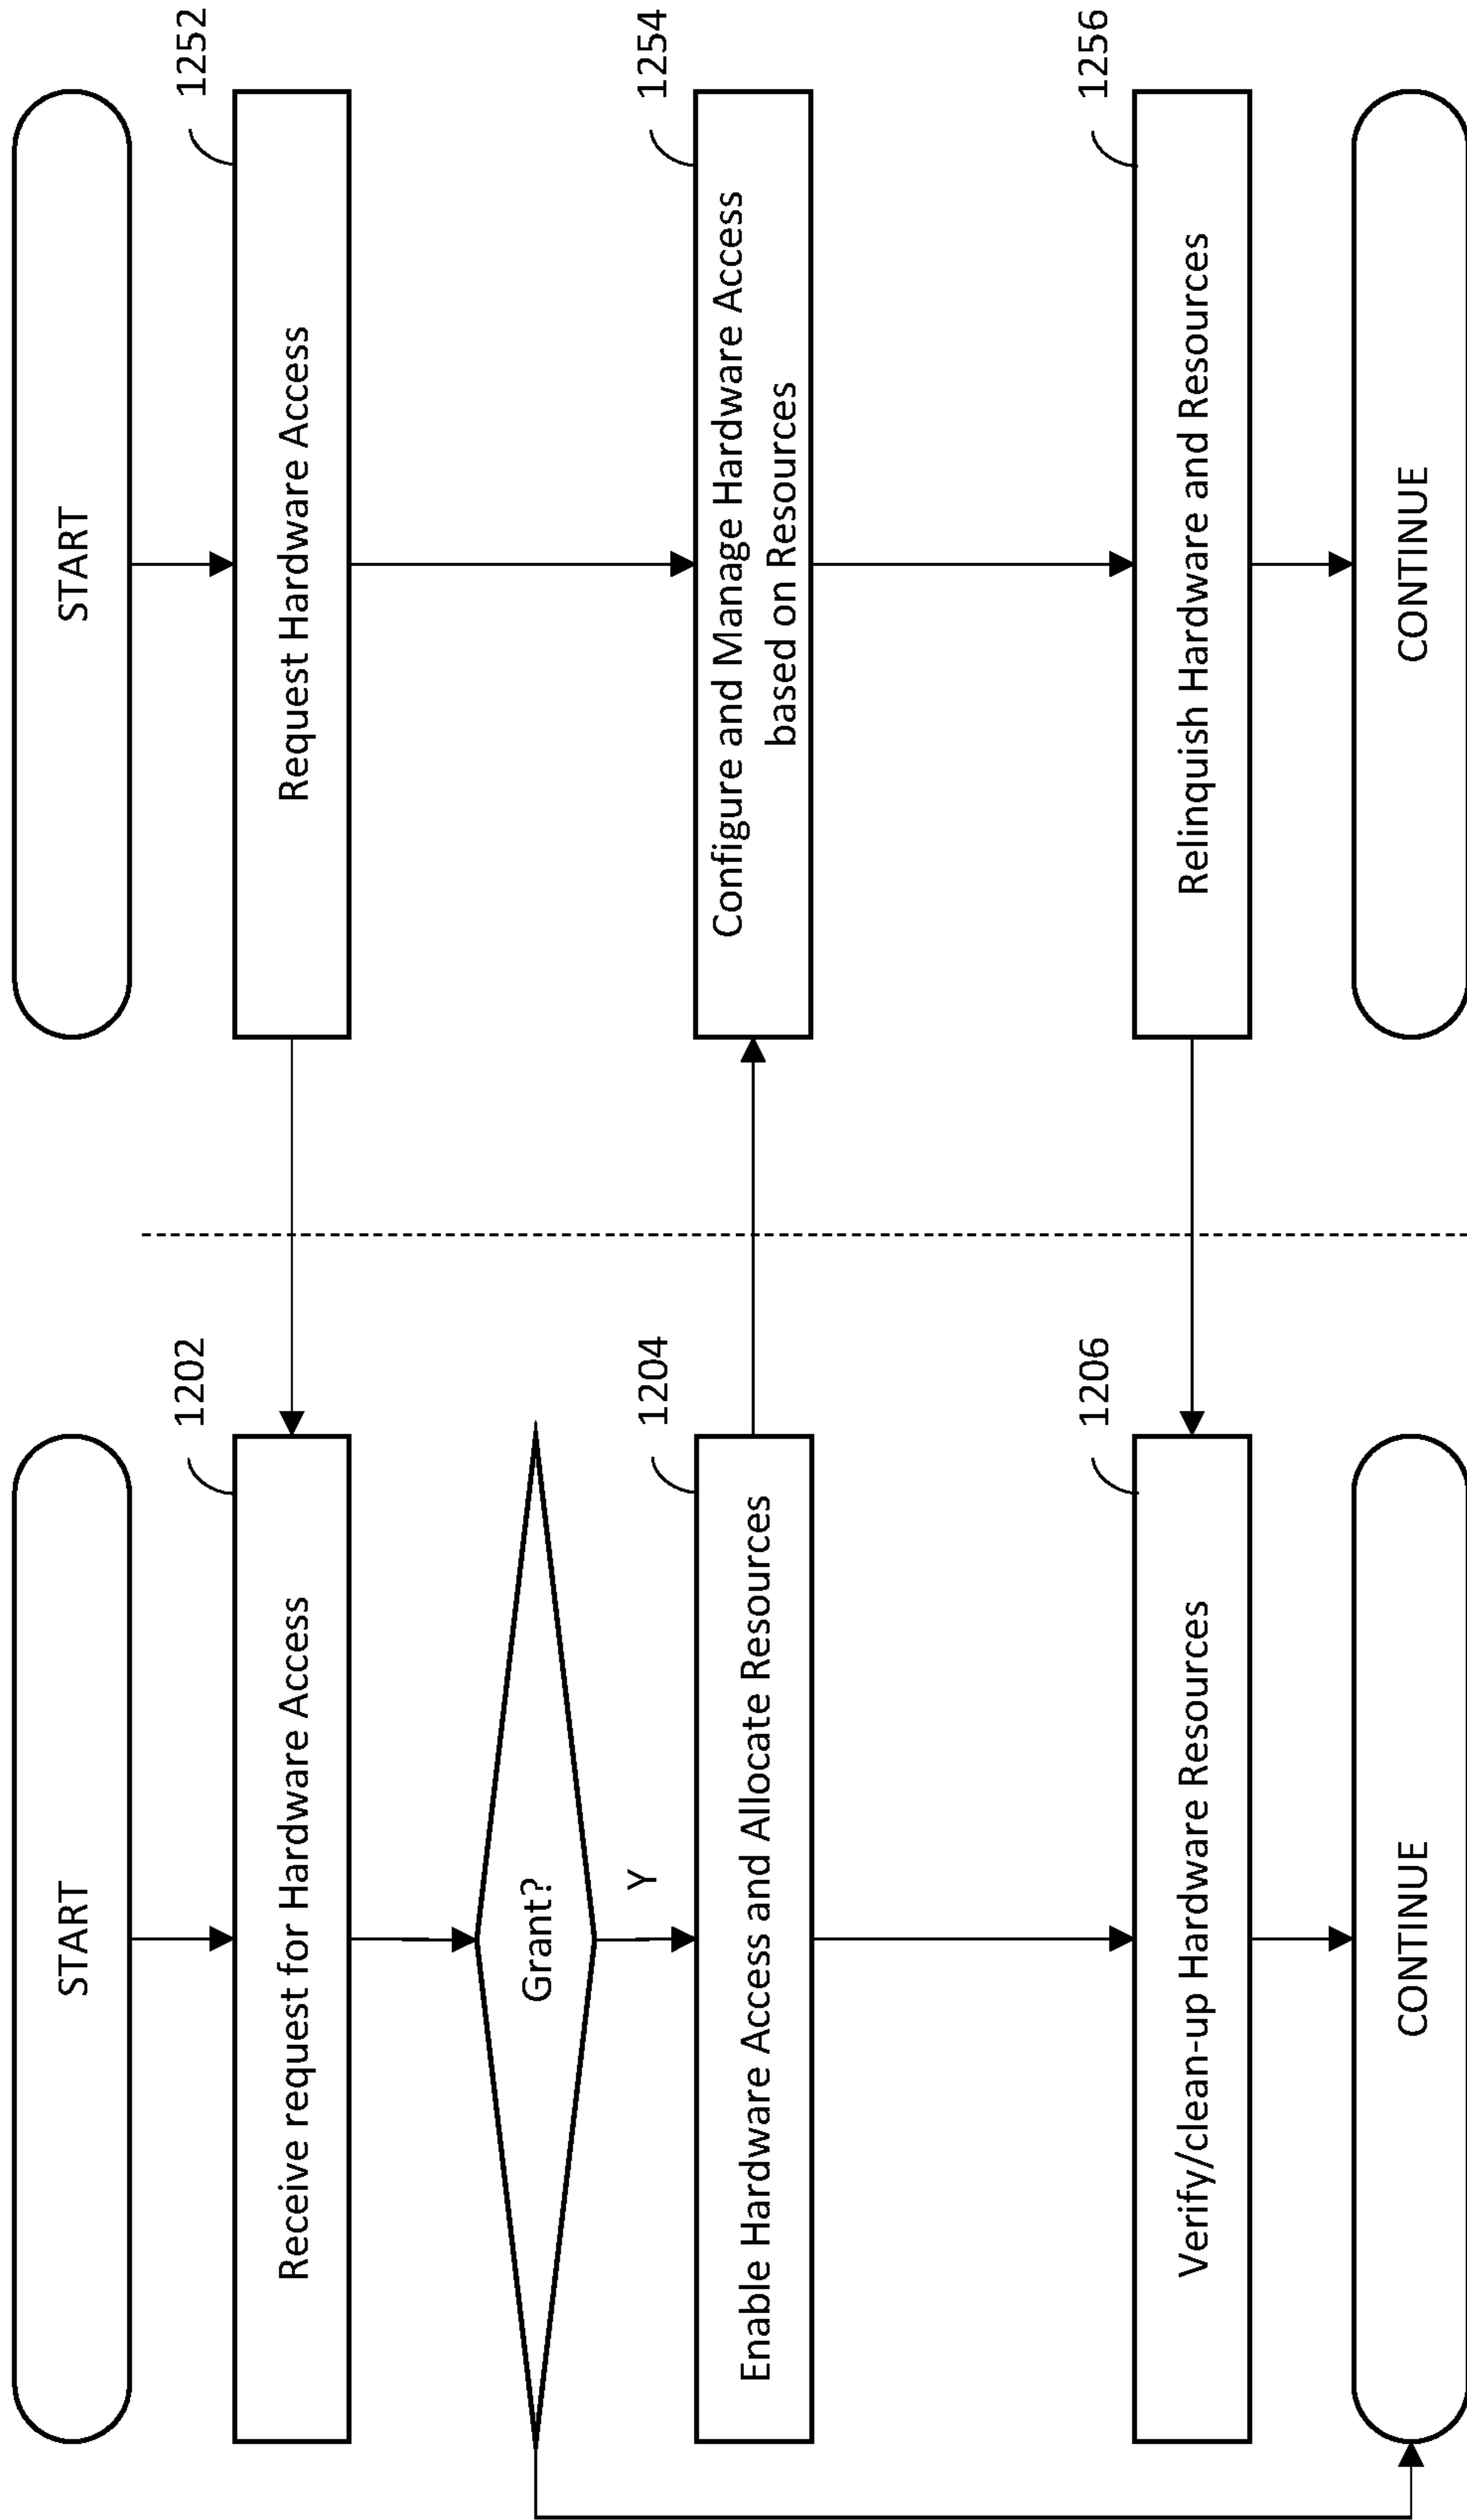 START
1202
Receive request for Hardware Access
Grant?
Y
1204
Enable Hardware Access and Allocate Resources
1206
Verify/clean-up Hardware Resources
CONTINUE
START
1252
Request Hardware Access
1254
Configure and Manage Hardware Access
based on Resources
1256
Relinquish Hardware and Resources
CONTINUE